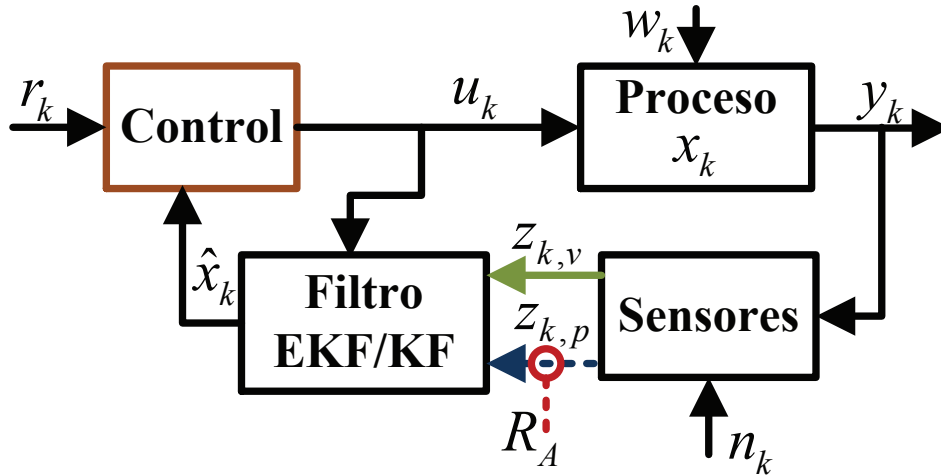 w_k
r_k
Control
u_k
Proceso
x_k
y_k
x̂_k
Filtro
EKF/KF
z_{k,v}
z_{k,p}
Sensores
R_A
n_k